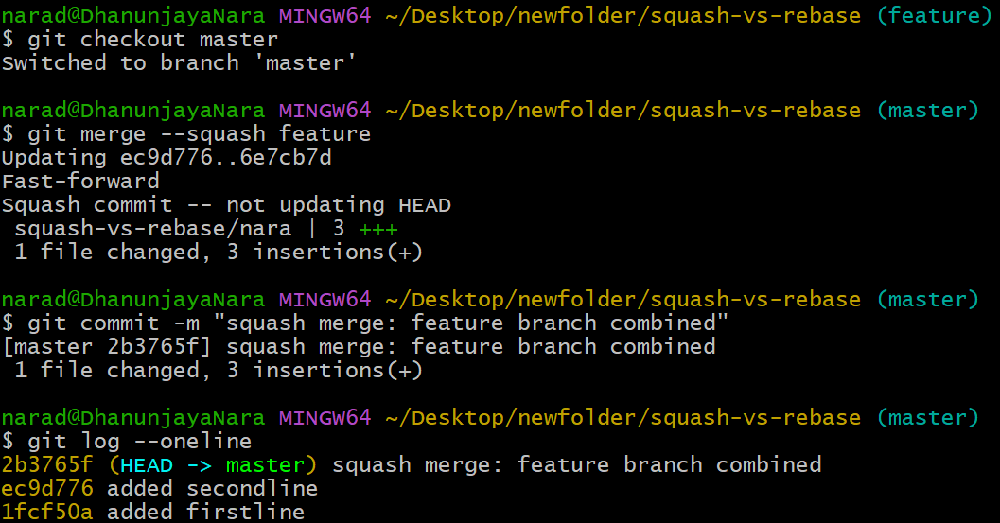 narad@DhanunjayaNara MINGW64 ~/Desktop/newfolder/squash-vs-rebase (feature)
$ git checkout master
Switched to branch 'master'
narad@DhanunjayaNara MINGW64 ~/Desktop/newfolder/squash-vs-rebase (master)
$ git merge --squash feature
Updating ec9d776..6e7cb7d
Fast-forward
Squash commit -- not updating HEAD
 squash-vs-rebase/nara | 3 +++
 1 file changed, 3 insertions(+)
narad@DhanunjayaNara MINGW64 ~/Desktop/newfolder/squash-vs-rebase (master)
$ git commit -m "squash merge: feature branch combined"
[master 2b3765f] squash merge: feature branch combined
 1 file changed, 3 insertions(+)
narad@DhanunjayaNara MINGW64 ~/Desktop/newfolder/squash-vs-rebase (master)
$ git log --oneline
2b3765f (HEAD -> master) squash merge: feature branch combined
ec9d776 added secondline
1fcf50a added firstline